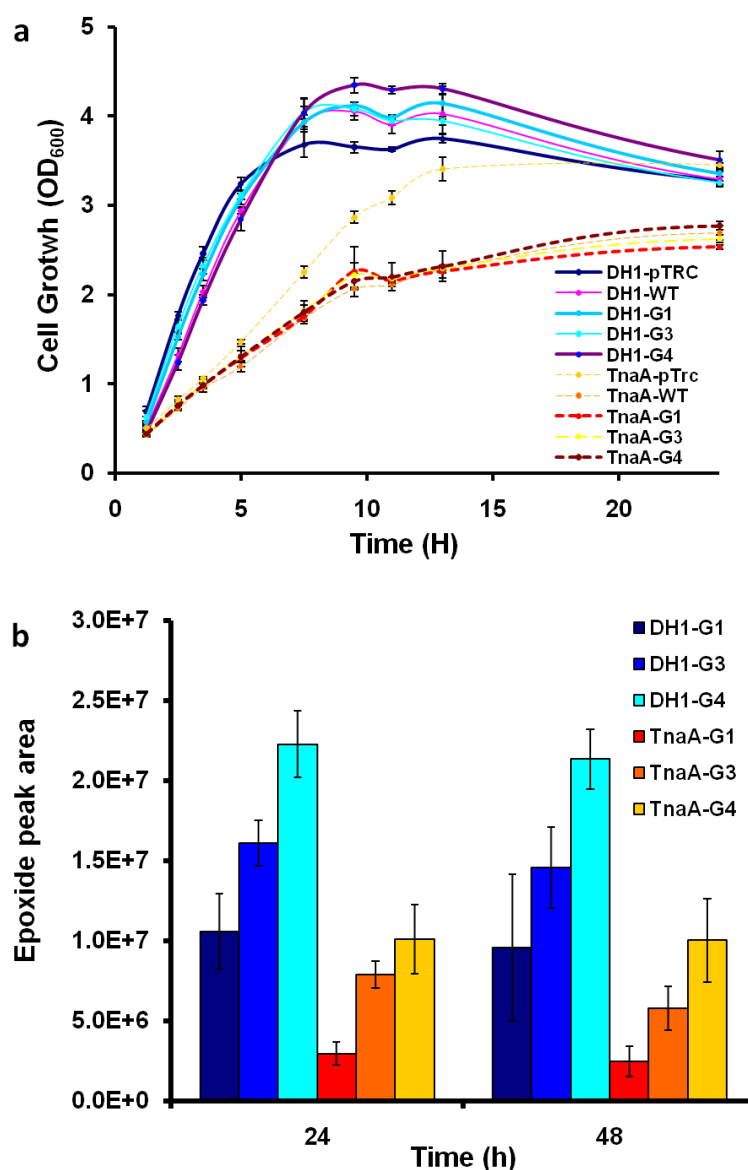 a
5
4
3
2
1
0
Cell Grotwh (OD600)
0 5 10 15 20
Time (H)
DH1-pTRC
DH1-WT
DH1-G1
DH1-G3
DH1-G4
TnaA-pTrc
TnaA-WT
TnaA-G1
TnaA-G3
TnaA-G4
b
3.0E+7
2.5E+7
2.0E+7
1.5E+7
1.0E+7
5.0E+6
0.0E+0
Epoxide peak area
24 48
Time (h)
DH1-G1
DH1-G3
DH1-G4
TnaA-G1
TnaA-G3
TnaA-G4